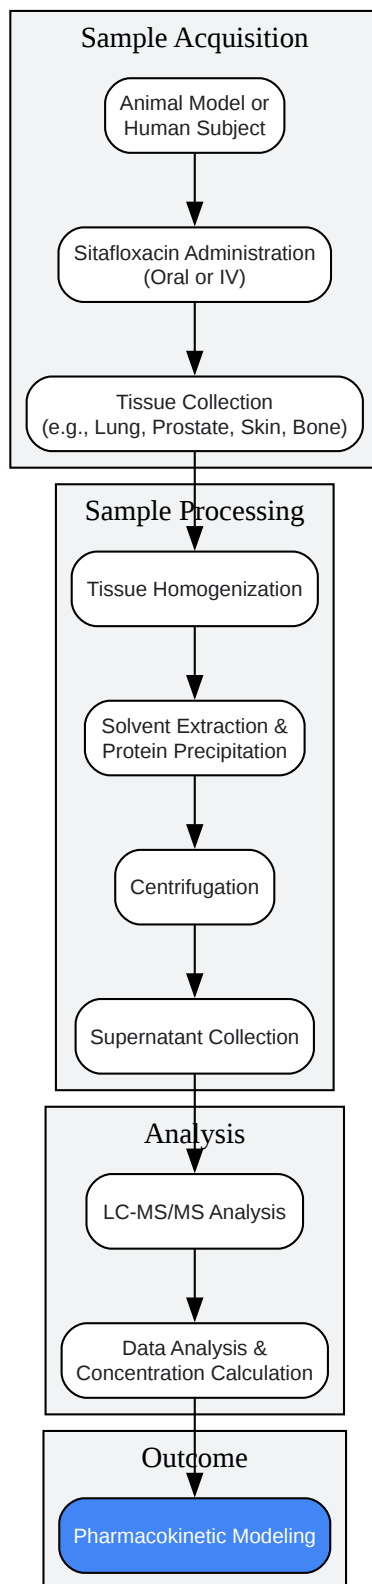 Sample Acquisition
Animal Model or
Human Subject
Sitafloxacin Administration
(Oral or IV)
Tissue Collection
(e.g., Lung, Prostate, Skin, Bone)
Sample Processing
Tissue Homogenization
Solvent Extraction &
Protein Precipitation
Centrifugation
Supernatant Collection
Analysis
LC-MS/MS Analysis
Data Analysis &
Concentration Calculation
Outcome
Pharmacokinetic Modeling